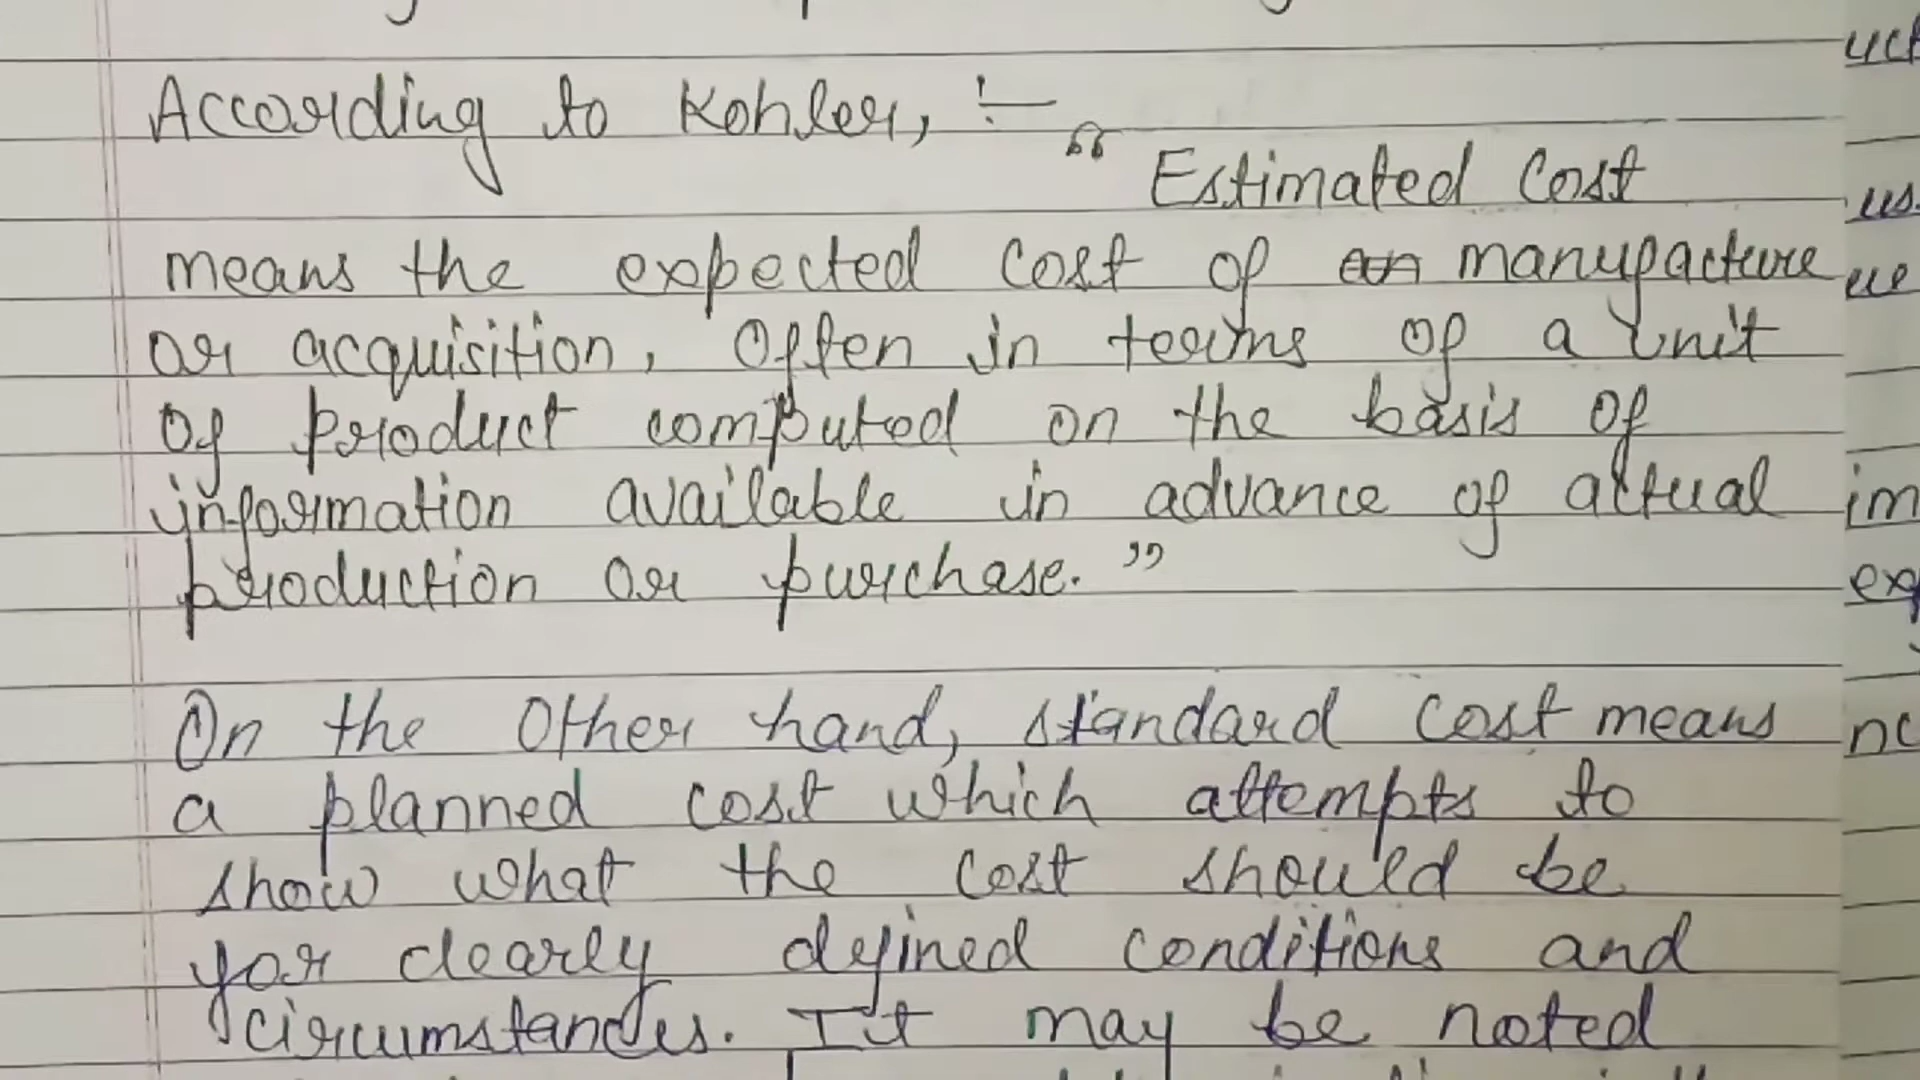 According to Kohler, :-
" Estimated Cost
means the expected cost of an manufacture
or acquisition, Often in terms of a Unit
Of product computed on the basis of
information available in advance of actual
production or purchase."
On the Other hand, standard Cost means
a planned cost which attempts to
show what the cost should be
for clearly defined conditions and
circumstances. It may be noted